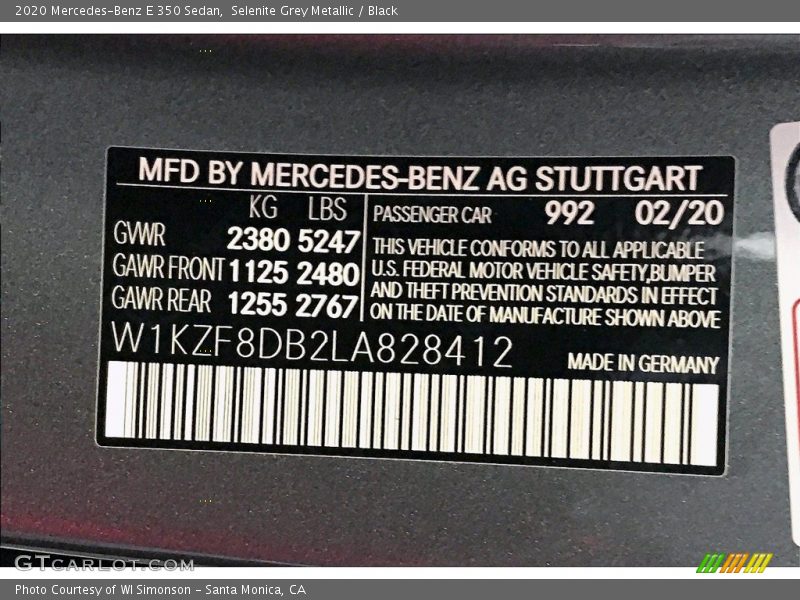 2020 Mercedes-Benz E 350 Sedan, Selenite Grey Metallic / Black
MFD BY MERCEDES-BENZ AG STUTTGART
KG LBS
GVWR 2380 5247
GAWR FRONT 1125 2480
GAWR REAR 1255 2767
PASSENGER CAR 992 02/20
THIS VEHICLE CONFORMS TO ALL APPLICABLE
U.S. FEDERAL MOTOR VEHICLE SAFETY,BUMPER
AND THEFT PREVENTION STANDARDS IN EFFECT
ON THE DATE OF MANUFACTURE SHOWN ABOVE
W1KZF8DB2LA828412
MADE IN GERMANY
GTCARLOT.COM
Photo Courtesy of WI Simonson - Santa Monica, CA